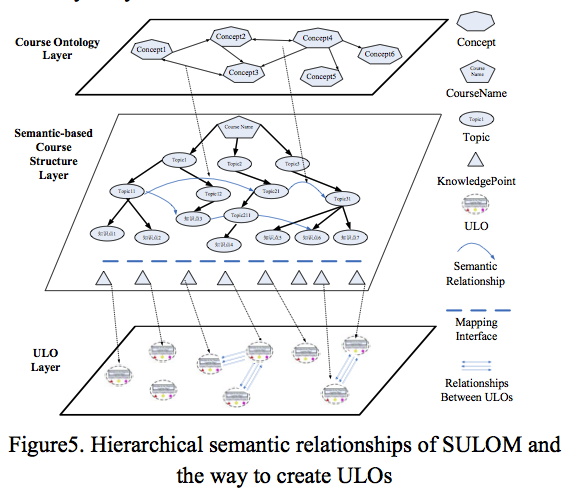 Course Ontology
Layer
Concept1
Concept2
Concept4
Concept3
Concept5
Concept6
Concept
Course
Name
CourseName
Semantic-based
Course
Structure
Layer
Course Name
Topic1
Topic2
Topic3
Topic11
Topic12
Topic21
Topic31
知识点3
Topic211
知识点1
知识点2
知识点4
知识点5
知识点6
知识点7
Topic1
Topic
KnowledgePoint
ULO
Semantic
Relationship
Mapping
Interface
ULO
Layer
Relationships
Between ULOs
Figure5. Hierarchical semantic relationships of SULOM and
the way to create ULOs